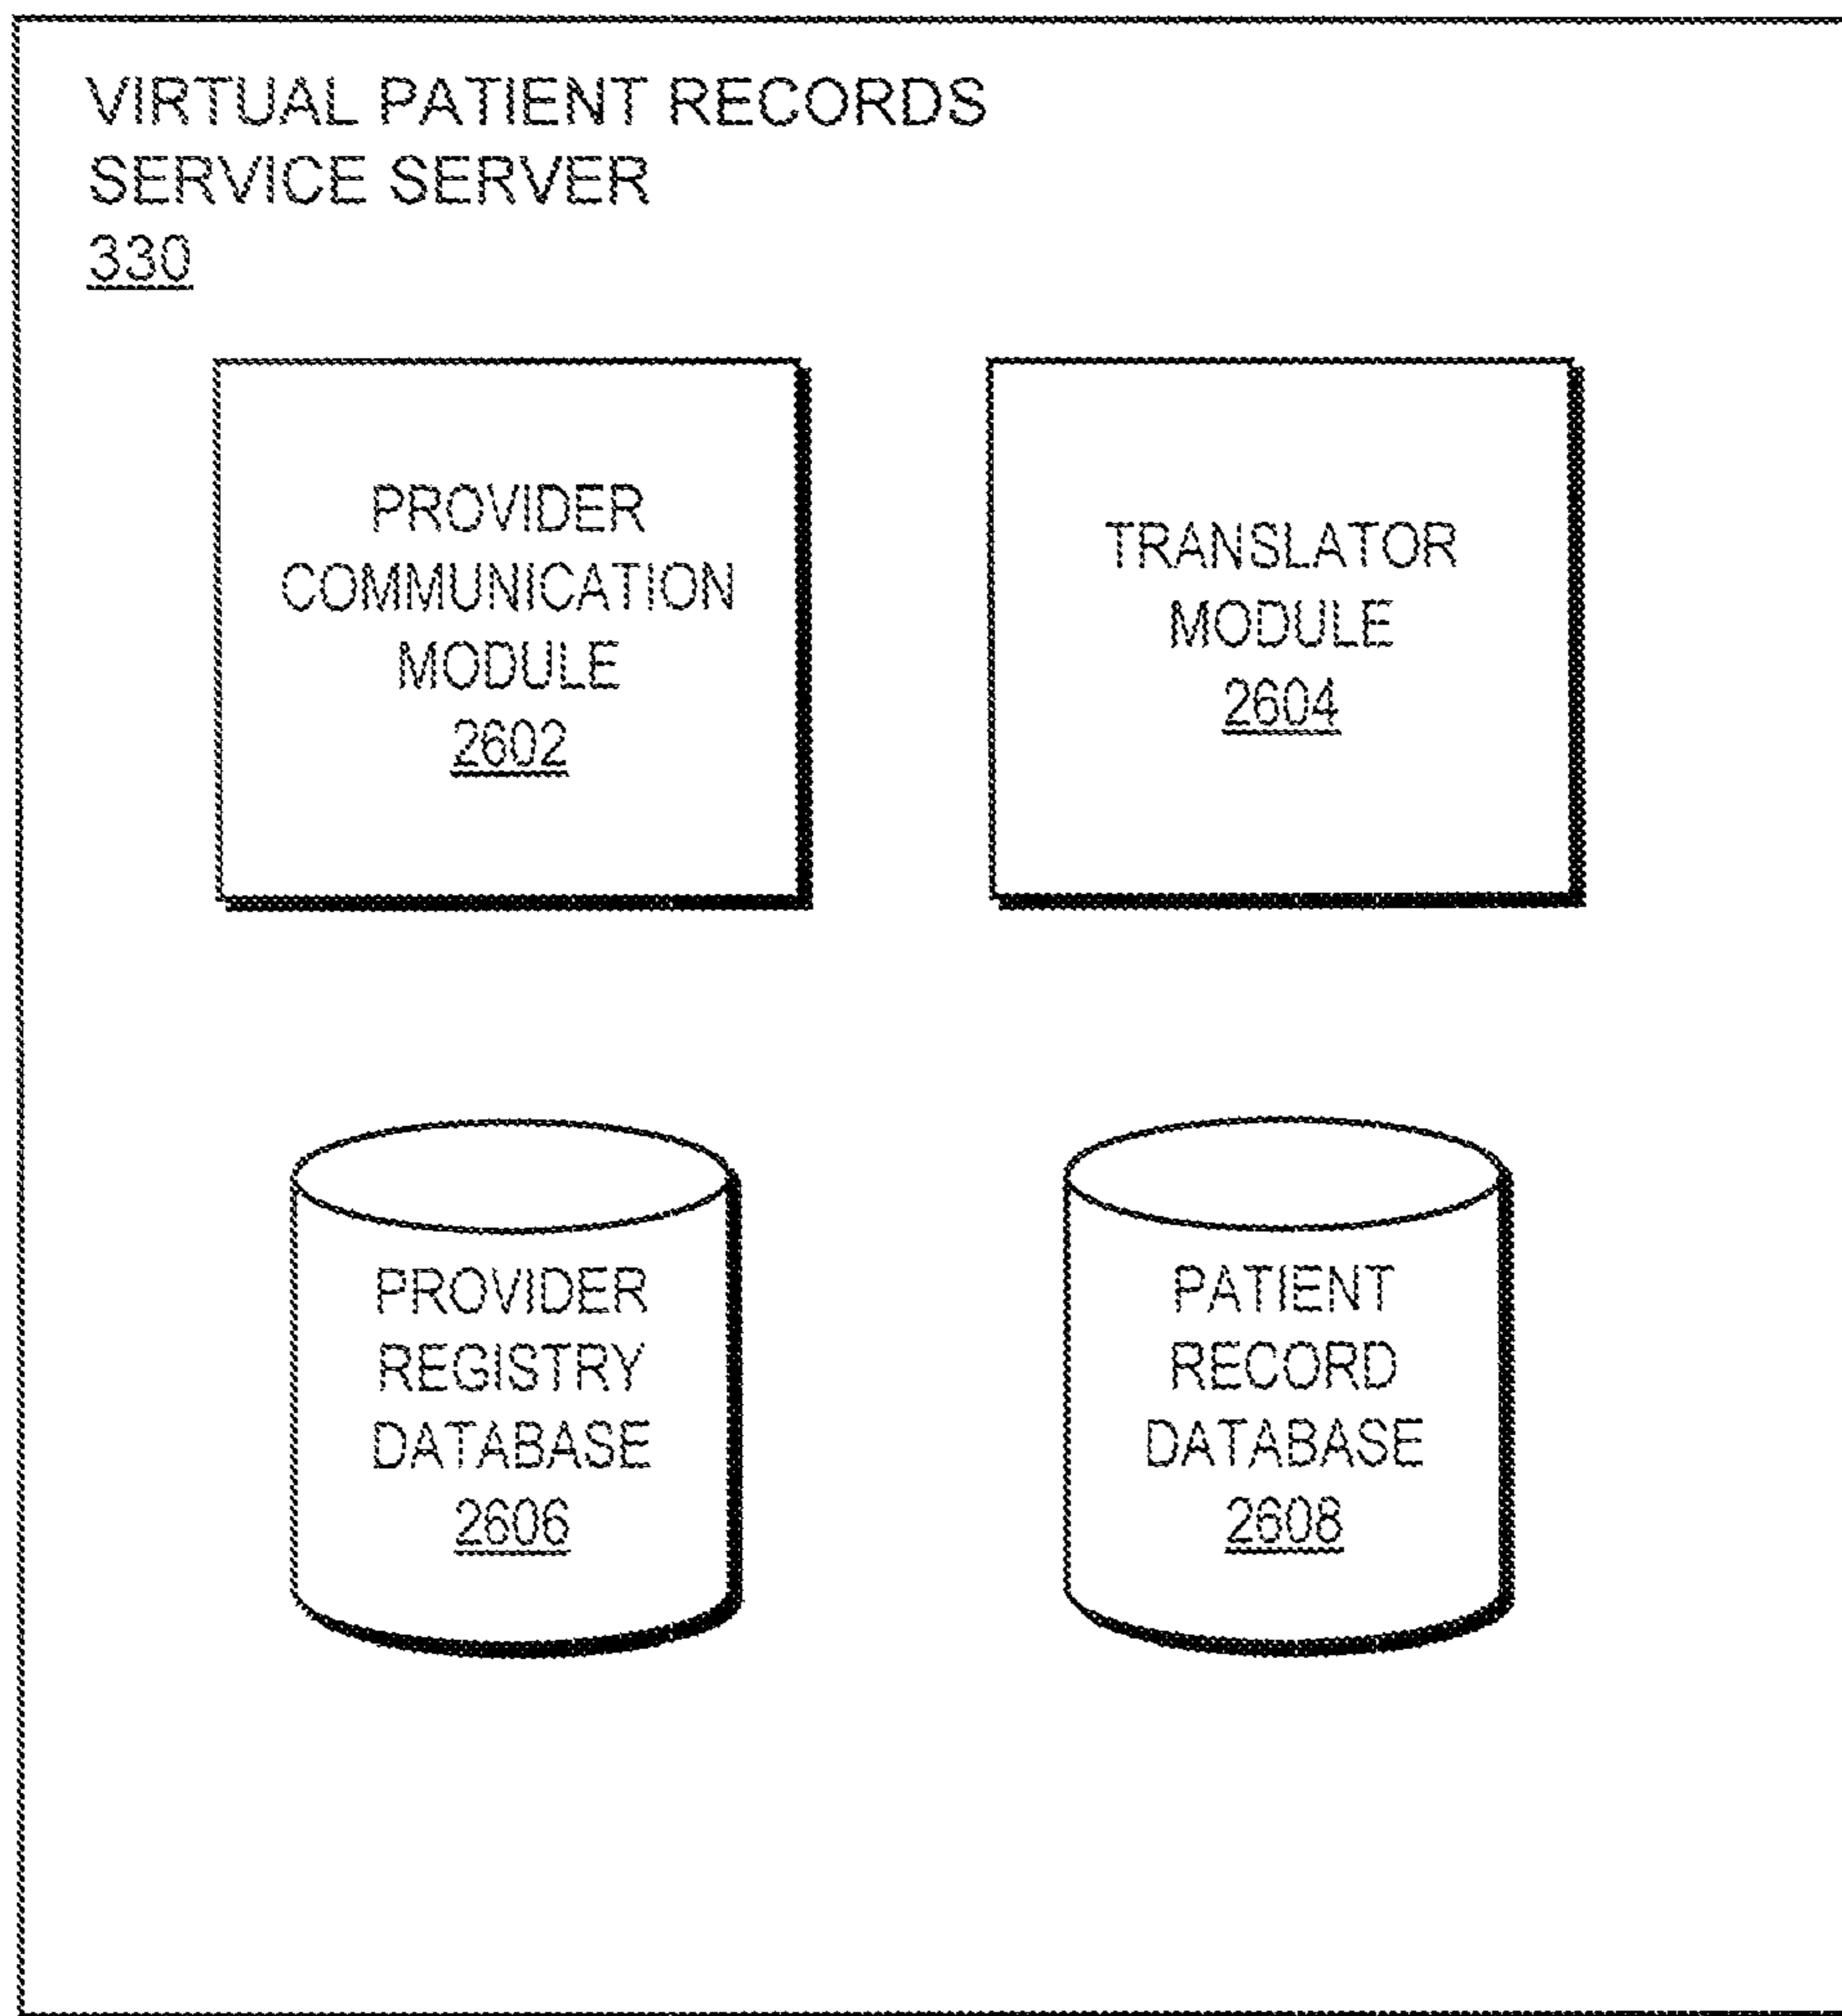 VIRTUAL PATIENT RECORDS
SERVICE SERVER
330
PROVIDER
COMMUNICATION
MODULE
2602
TRANSLATOR
MODULE
2604
PROVIDER
REGISTRY
DATABASE
2606
PATIENT
RECORD
DATABASE
2608